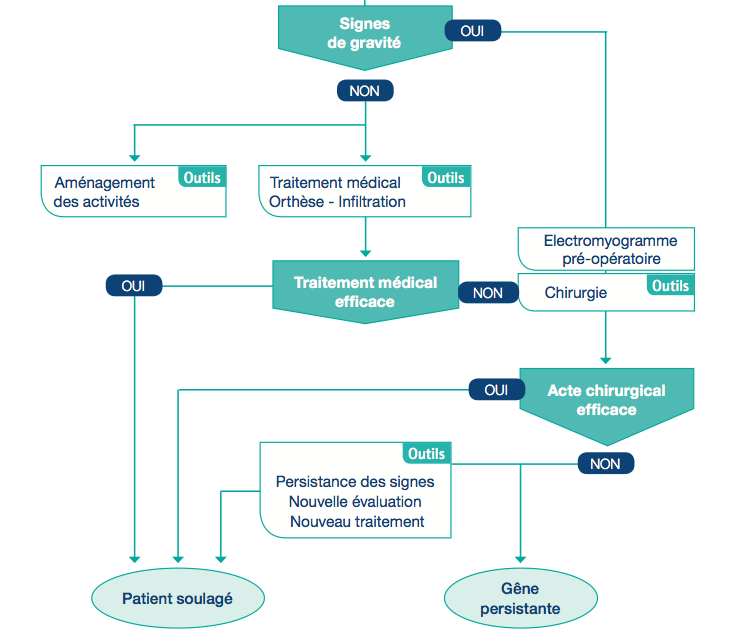 Signes
de gravité
OUI
NON
Aménagement
des activités
Outils
Traitement médical
Orthèse - Infiltration
Outils
Electromyogramme
pré-opératoire
OUI
Traitement médical
efficace
NON
Chirurgie
Outils
OUI
Acte chirurgical
efficace
NON
Outils
Persistance des signes
Nouvelle évaluation
Nouveau traitement
Patient soulagé
Gêne
persistante